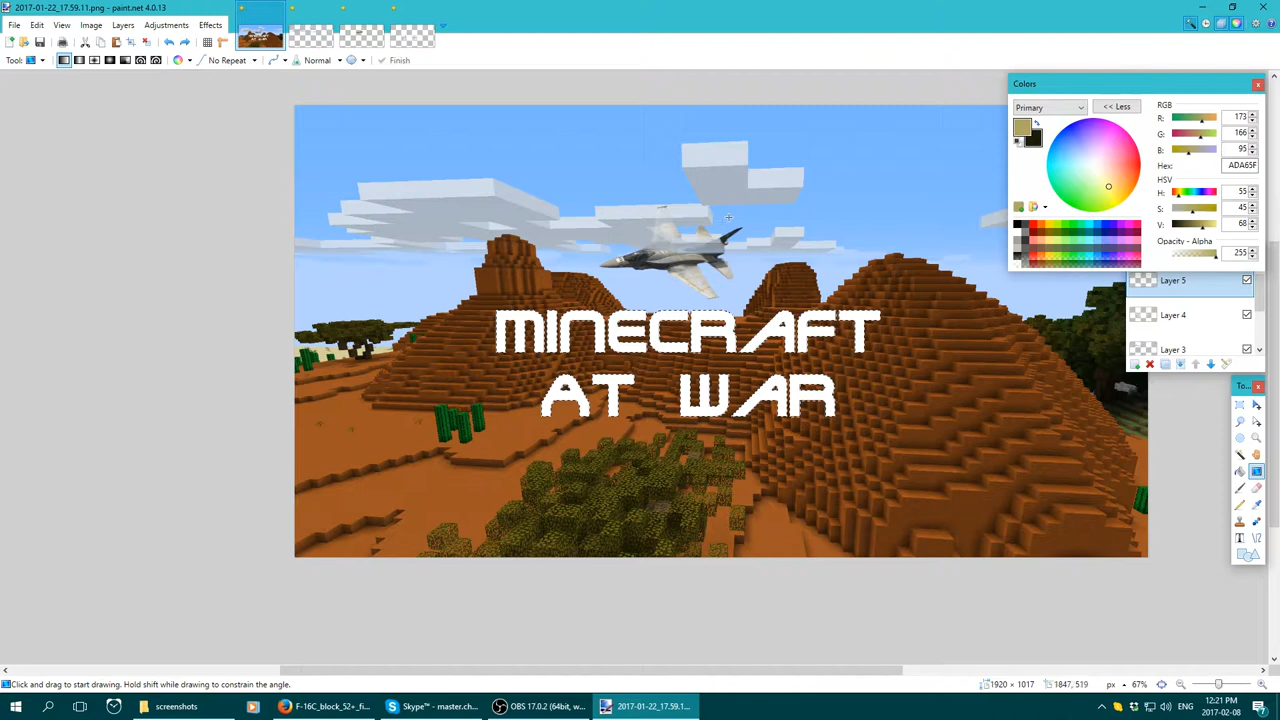 2017-01-22_17.59.11.png - paint.net 4.0.13
File Edit View Image Layers Adjustments Effects
Tool: No Repeat Normal Finish
Colors
Primary << Less
RGB
R: 173
G: 166
B: 95
Hex: ADA65F
HSV
H: 55
S: 45
V: 68
Opacity - Alpha
255
Layer 5
Layer 4
Layer 3
To...
MINECRAFT
AT WAR
Click and drag to start drawing. Hold shift while drawing to constrain the angle.
1920 × 1017 1847, 519 px 67%
screenshots
F-16C_block_52+_fi...
Skype™ - master.ch...
OBS 17.0.2 (64bit, w...
2017-01-22_17.59.1...
12:21 PM
2017-02-08